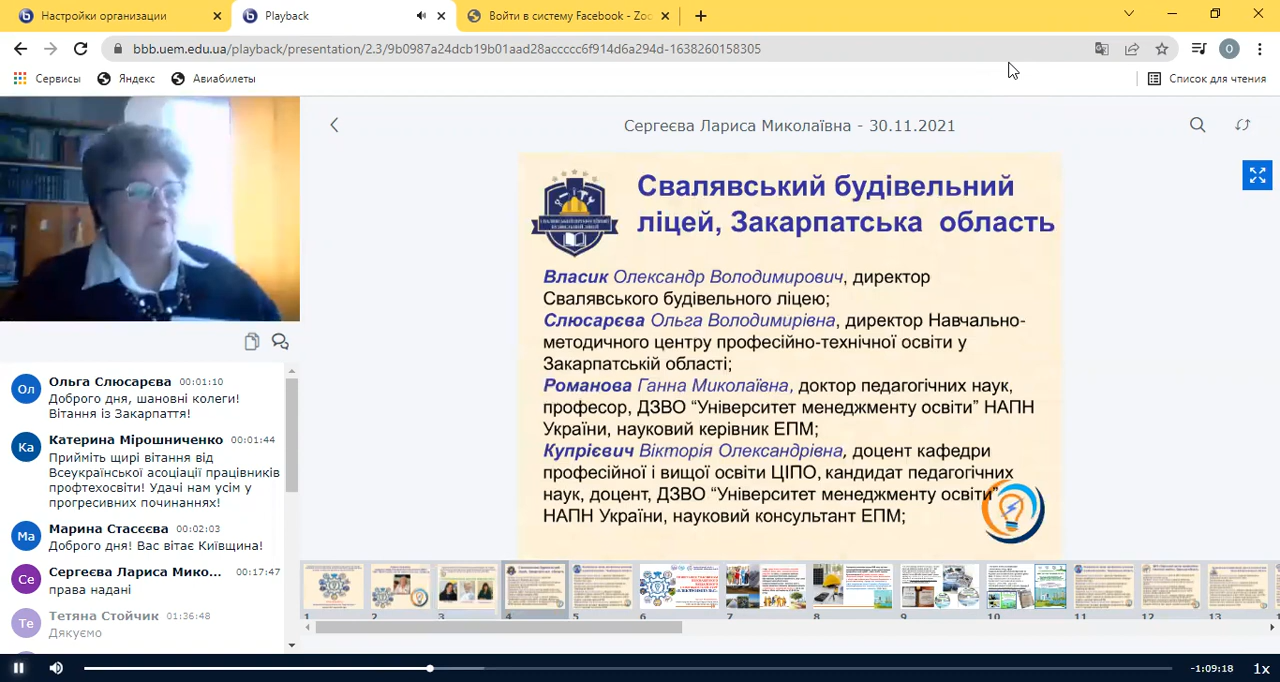 Настройки организации
Playback
Войти в систему Facebook - Zoo
bbb.uem.edu.ua/playback/presentation/2.3/9b0987a24dcb19b01aad28accccc6f914d6a294d-1638260158305
О
Сервисы
Яндекс
Авиабилеты
Список для чтения
Сергеєва Лариса Миколаївна - 30.11.2021
Свалявський будівельний
ліцей, Закарпатська область
Власик Олександр Володимирович, директор
Свалявського будівельного ліцею;
Слюсарєва Ольга Володимирівна, директор Навчально-
методичного центру професійно-технічної освіти у
Закарпатській області;
Романова Ганна Миколаївна, доктор педагогічних наук,
професор, ДЗВО “Університет менеджменту освіти” НАПН
України, науковий керівник ЕПМ;
Купрієвич Вікторія Олександрівна, доцент кафедри
професійної і вищої освіти ЦІПО, кандидат педагогічних
наук, доцент, ДЗВО “Університет менеджменту освіти”
НАПН України, науковий консультант ЕПМ;
Ол
Ольга Слюсарєва 00:01:10
Доброго дня, шановні колеги!
Вітання із Закарпаття!
Ка
Катерина Мірошниченко 00:01:44
Прийміть щирі вітання від
Всеукраїнської асоціації працівників
профтехосвіти! Удачі нам усім у
прогресивних починаннях!
Ма
Марина Стасєєва 00:02:03
Доброго дня! Вас вітає Київщина!
Се
Сергєєва Лариса Мико... 00:17:47
права надані
Те
Тетяна Стойчик 01:36:48
Дякуємо
1 2 3 4 5 6 7 8 9 10 11 12 13
-1:09:18
1x